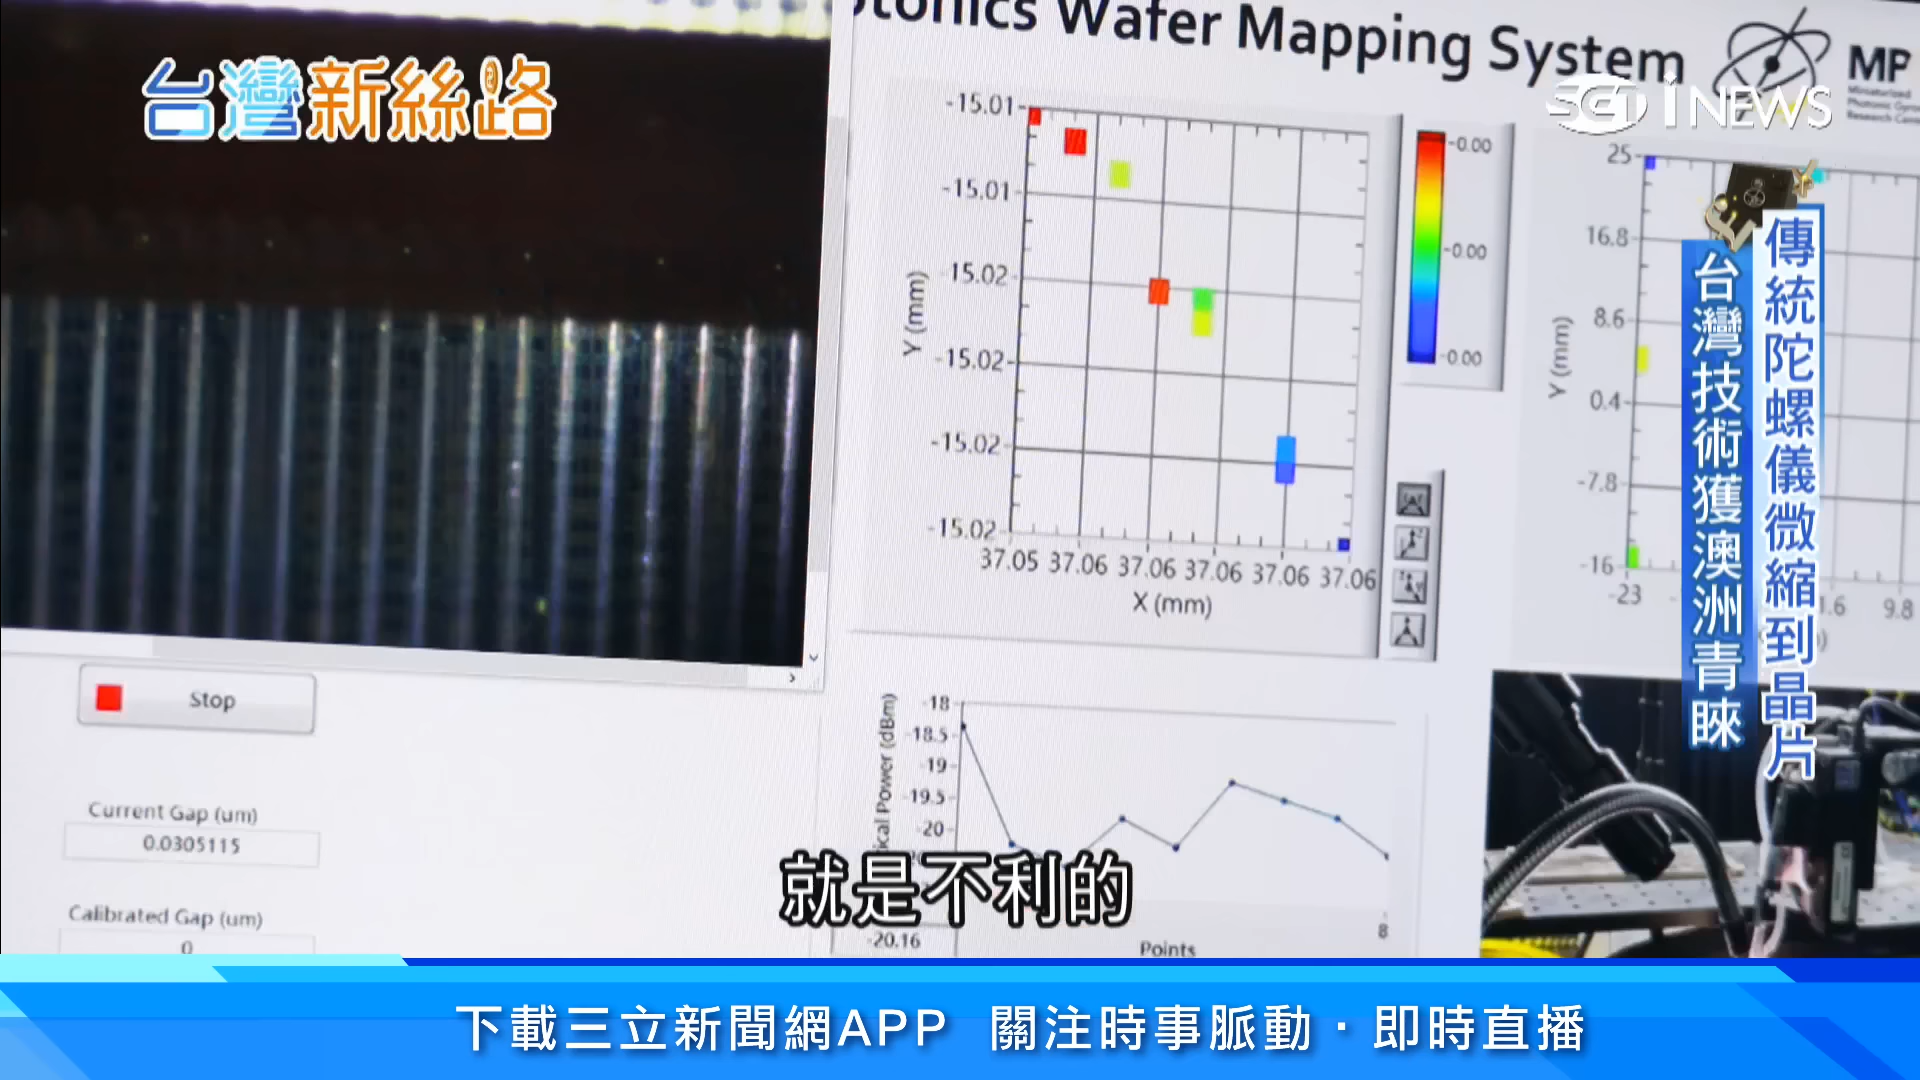 台灣新絲路
tonics Wafer Mapping System
MP
SET iNEWS
傳統陀螺儀微縮到晶片
台灣技術獲澳洲青睞
-15.01
-15.01
-15.02
-15.02
-15.02
-15.02
Y (mm)
37.05 37.06 37.06 37.06 37.06 37.06
X (mm)
-0.00
-0.00
-0.00
25
16.8
8.6
0.4
-7.8
-16
Y (mm)
-23
9.8
Stop
Current Gap (um)
0.0305115
Calibrated Gap (um)
0
-18
-18.5
-19
-19.5
-20
-20.16
ical Power (dBm)
8
Points
就是不利的
下載三立新聞網APP 關注時事脈動·即時直播